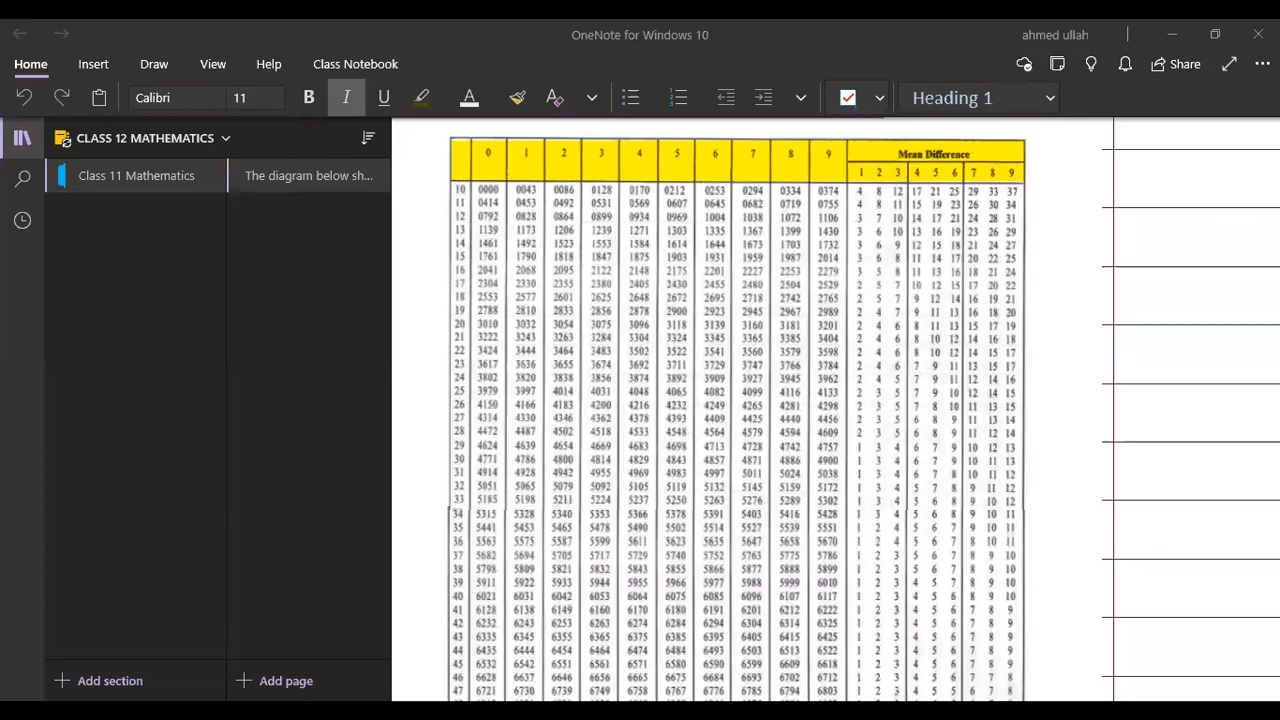 OneNote for Windows 10
ahmed ullah
Home Insert Draw View Help Class Notebook
Share
Calibri 11 B I U A Heading 1
CLASS 12 MATHEMATICS
Class 11 Mathematics
The diagram below sh...
Add section
Add page
0 1 2 3 4 5 6 7 8 9 Mean Difference
1 2 3 4 5 6 7 8 9
10 0000 0043 0086 0128 0170 0212 0253 0294 0334 0374 4 8 12 17 21 25 29 33 37
11 0414 0453 0492 0531 0569 0607 0645 0682 0719 0755 4 8 11 15 19 23 26 30 34
12 0792 0828 0864 0899 0934 0969 1004 1038 1072 1106 3 7 10 14 17 21 24 28 31
13 1139 1173 1206 1239 1271 1303 1335 1367 1399 1430 3 6 10 13 16 19 23 26 29
14 1461 1492 1523 1553 1584 1614 1644 1673 1703 1732 3 6 9 12 15 18 21 24 27
15 1761 1790 1818 1847 1875 1903 1931 1959 1987 2014 3 6 8 11 14 17 20 22 25
16 2041 2068 2095 2122 2148 2175 2201 2227 2253 2279 3 5 8 11 13 16 18 21 24
17 2304 2330 2355 2380 2405 2430 2455 2480 2504 2529 2 5 7 10 12 15 17 20 22
18 2553 2577 2601 2625 2648 2672 2695 2718 2742 2765 2 5 7 9 12 14 16 19 21
19 2788 2810 2833 2856 2878 2900 2923 2945 2967 2989 2 4 7 9 11 13 16 18 20
20 3010 3032 3054 3075 3096 3118 3139 3160 3181 3201 2 4 6 8 11 13 15 17 19
21 3222 3243 3263 3284 3304 3324 3345 3365 3385 3404 2 4 6 8 10 12 14 16 18
22 3424 3444 3464 3483 3502 3522 3541 3560 3579 3598 2 4 6 8 10 12 14 15 17
23 3617 3636 3655 3674 3692 3711 3729 3747 3766 3784 2 4 6 7 9 11 13 15 17
24 3802 3820 3838 3856 3874 3892 3909 3927 3945 3962 2 4 5 7 9 11 12 14 16
25 3979 3997 4014 4031 4048 4065 4082 4099 4116 4133 2 3 5 7 9 10 12 14 15
26 4150 4166 4183 4200 4216 4232 4249 4265 4281 4298 2 3 5 7 8 10 11 13 15
27 4314 4330 4346 4362 4378 4393 4409 4425 4440 4456 2 3 5 6 8 9 11 13 14
28 4472 4487 4502 4518 4533 4548 4564 4579 4594 4609 2 3 5 6 8 9 11 12 14
29 4624 4639 4654 4669 4683 4698 4713 4728 4742 4757 1 3 4 6 7 9 10 12 13
30 4771 4786 4800 4814 4829 4843 4857 4871 4886 4900 1 3 4 6 7 9 10 11 13
31 4914 4928 4942 4955 4969 4983 4997 5011 5024 5038 1 3 4 6 7 8 10 11 12
32 5051 5065 5079 5092 5105 5119 5132 5145 5159 5172 1 3 4 5 7 8 9 11 12
33 5185 5198 5211 5224 5237 5250 5263 5276 5289 5302 1 3 4 5 6 8 9 10 12
34 5315 5328 5340 5353 5366 5378 5391 5403 5416 5428 1 3 4 5 6 8 9 10 11
35 5441 5453 5465 5478 5490 5502 5514 5527 5539 5551 1 2 4 5 6 7 9 10 11
36 5563 5575 5587 5599 5611 5623 5635 5647 5658 5670 1 2 4 5 6 7 8 10 11
37 5682 5694 5705 5717 5729 5740 5752 5763 5775 5786 1 2 3 5 6 7 8 9 10
38 5798 5809 5821 5832 5843 5855 5866 5877 5888 5899 1 2 3 5 6 7 8 9 10
39 5911 5922 5933 5944 5955 5966 5977 5988 5999 6010 1 2 3 4 5 7 8 9 10
40 6021 6031 6042 6053 6064 6075 6085 6096 6107 6117 1 2 3 4 5 6 8 9 10
41 6128 6138 6149 6160 6170 6180 6191 6201 6212 6222 1 2 3 4 5 6 7 8 9
42 6232 6243 6253 6263 6274 6284 6294 6304 6314 6325 1 2 3 4 5 6 7 8 9
43 6335 6345 6355 6365 6375 6385 6395 6405 6415 6425 1 2 3 4 5 6 7 8 9
44 6435 6444 6454 6464 6474 6484 6493 6503 6513 6522 1 2 3 4 5 6 7 8 9
45 6532 6542 6551 6561 6571 6580 6590 6599 6609 6618 1 2 3 4 5 6 7 8 9
46 6628 6637 6646 6656 6665 6675 6684 6693 6702 6712 1 2 3 4 5 6 7 7 8
47 6721 6730 6739 6749 6758 6767 6776 6785 6794 6803 1 2 3 4 5 5 6 7 8